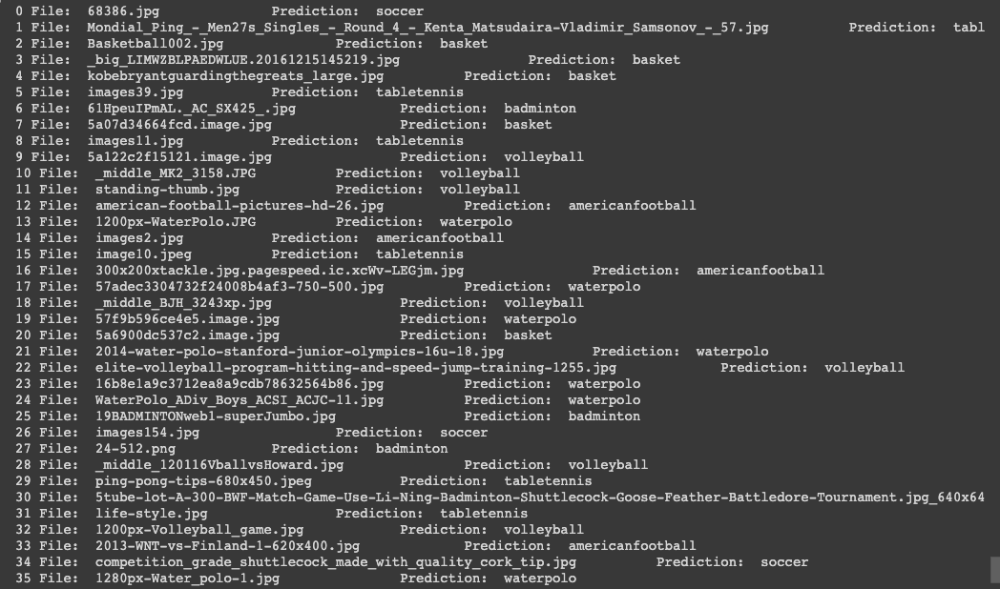 0 File: 68386.jpg Prediction: soccer
1 File: Mondial_Ping_-_Men27s_Singles_-_Round_4_-_Kenta_Matsudaira-Vladimir_Samsonov_-_57.jpg Prediction: tabl
2 File: Basketball002.jpg Prediction: basket
3 File: _big_LIMWZBLPAEDWLUE.20161215145219.jpg Prediction: basket
4 File: kobebryantguardingthegreats_large.jpg Prediction: basket
5 File: images39.jpg Prediction: tabletennis
6 File: 61HpeuIPmAL._AC_SX425_.jpg Prediction: badminton
7 File: 5a07d34664fcd.image.jpg Prediction: basket
8 File: images11.jpg Prediction: tabletennis
9 File: 5a122c2f15121.image.jpg Prediction: volleyball
10 File: _middle_MK2_3158.JPG Prediction: volleyball
11 File: standing-thumb.jpg Prediction: volleyball
12 File: american-football-pictures-hd-26.jpg Prediction: americanfootball
13 File: 1200px-WaterPolo.JPG Prediction: waterpolo
14 File: images2.jpg Prediction: americanfootball
15 File: image10.jpeg Prediction: tabletennis
16 File: 300x200xtackle.jpg.pagespeed.ic.xcWv-LEGjm.jpg Prediction: americanfootball
17 File: 57adec3304732f24008b4af3-750-500.jpg Prediction: waterpolo
18 File: _middle_BJH_3243xp.jpg Prediction: volleyball
19 File: 57f9b596ce4e5.image.jpg Prediction: waterpolo
20 File: 5a6900dc537c2.image.jpg Prediction: basket
21 File: 2014-water-polo-stanford-junior-olympics-16u-18.jpg Prediction: waterpolo
22 File: elite-volleyball-program-hitting-and-speed-jump-training-1255.jpg Prediction: volleyball
23 File: 16b8e1a9c3712ea8a9cdb78632564b86.jpg Prediction: waterpolo
24 File: WaterPolo_ADiv_Boys_ACSI_ACJC-11.jpg Prediction: waterpolo
25 File: 19BADMINTONweb1-superJumbo.jpg Prediction: badminton
26 File: images154.jpg Prediction: soccer
27 File: 24-512.png Prediction: badminton
28 File: _middle_120116VballvsHoward.jpg Prediction: volleyball
29 File: ping-pong-tips-680x450.jpeg Prediction: tabletennis
30 File: 5tube-lot-A-300-BWF-Match-Game-Use-Li-Ning-Badminton-Shuttlecock-Goose-Feather-Battledore-Tournament.jpg_640x64
31 File: life-style.jpg Prediction: tabletennis
32 File: 1200px-Volleyball_game.jpg Prediction: volleyball
33 File: 2013-WNT-vs-Finland-1-620x400.jpg Prediction: americanfootball
34 File: competition_grade_shuttlecock_made_with_quality_cork_tip.jpg Prediction: soccer
35 File: 1280px-Water_polo-1.jpg Prediction: waterpolo